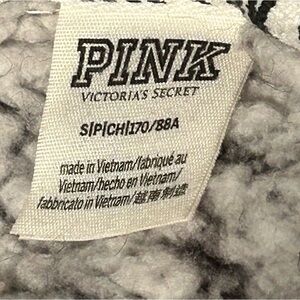 PINK
VICTORIA'S SECRET
S|P|CH|170/88A
made in Vietnam/fabriqué au
Vietnam/hecho en Vietnam/
fabbricato in Vietnam/越南制造